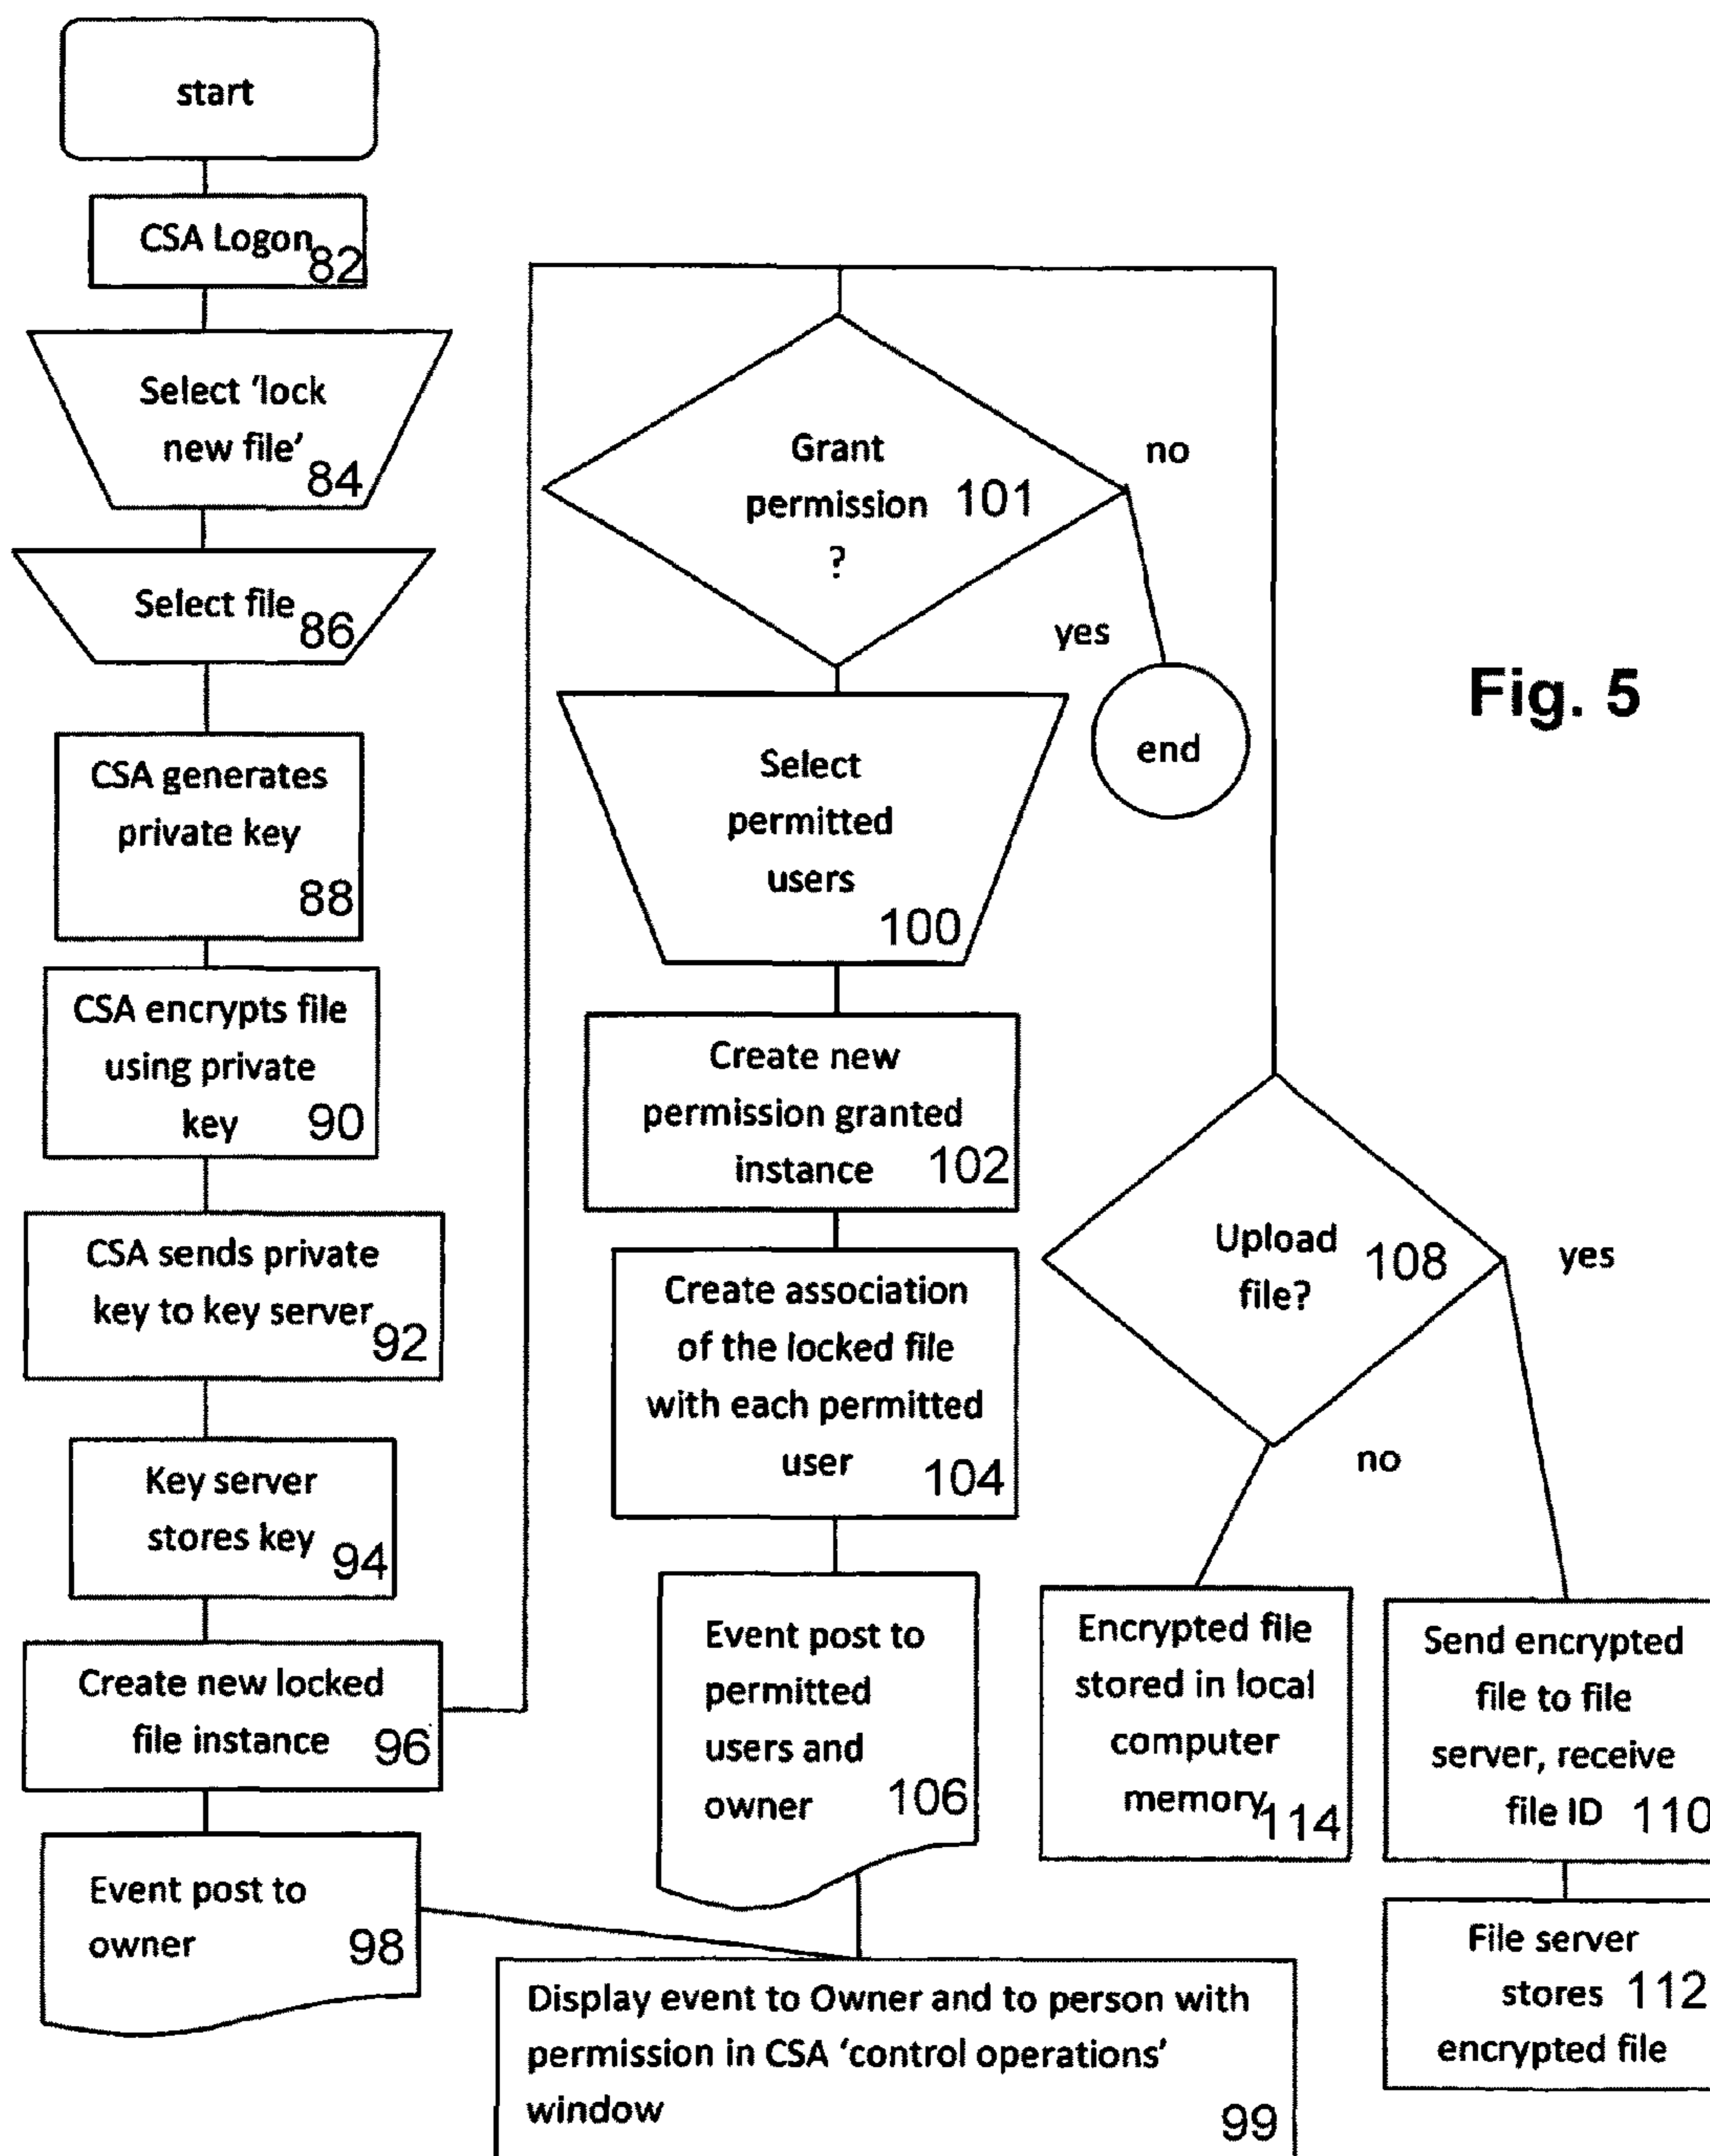 start
CSA Logon
82
Select 'lock
new file'
84
Select file
86
CSA generates
private key
88
CSA encrypts file
using private
key 90
CSA sends private
key to key server
92
Key server
stores key
94
Create new locked
file instance 96
Event post to
owner 98
Grant
permission 101
?
no
yes
end
Select
permitted
users
100
Create new
permission granted
instance 102
Create association
of the locked file
with each permitted
user 104
Event post to
permitted
users and
owner 106
Display event to Owner and to person with
permission in CSA 'control operations'
window
99
Upload
file? 108
yes
no
Encrypted file
stored in local
computer
memory
114
Send encrypted
file to file
server, receive
file ID 110
File server
stores 112
encrypted file
Fig. 5